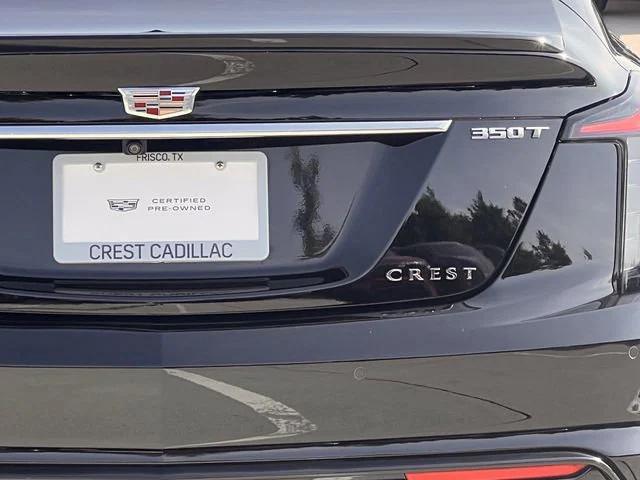 350T
FRISCO, TX
CERTIFIED
PRE-OWNED
CREST CADILLAC
CREST